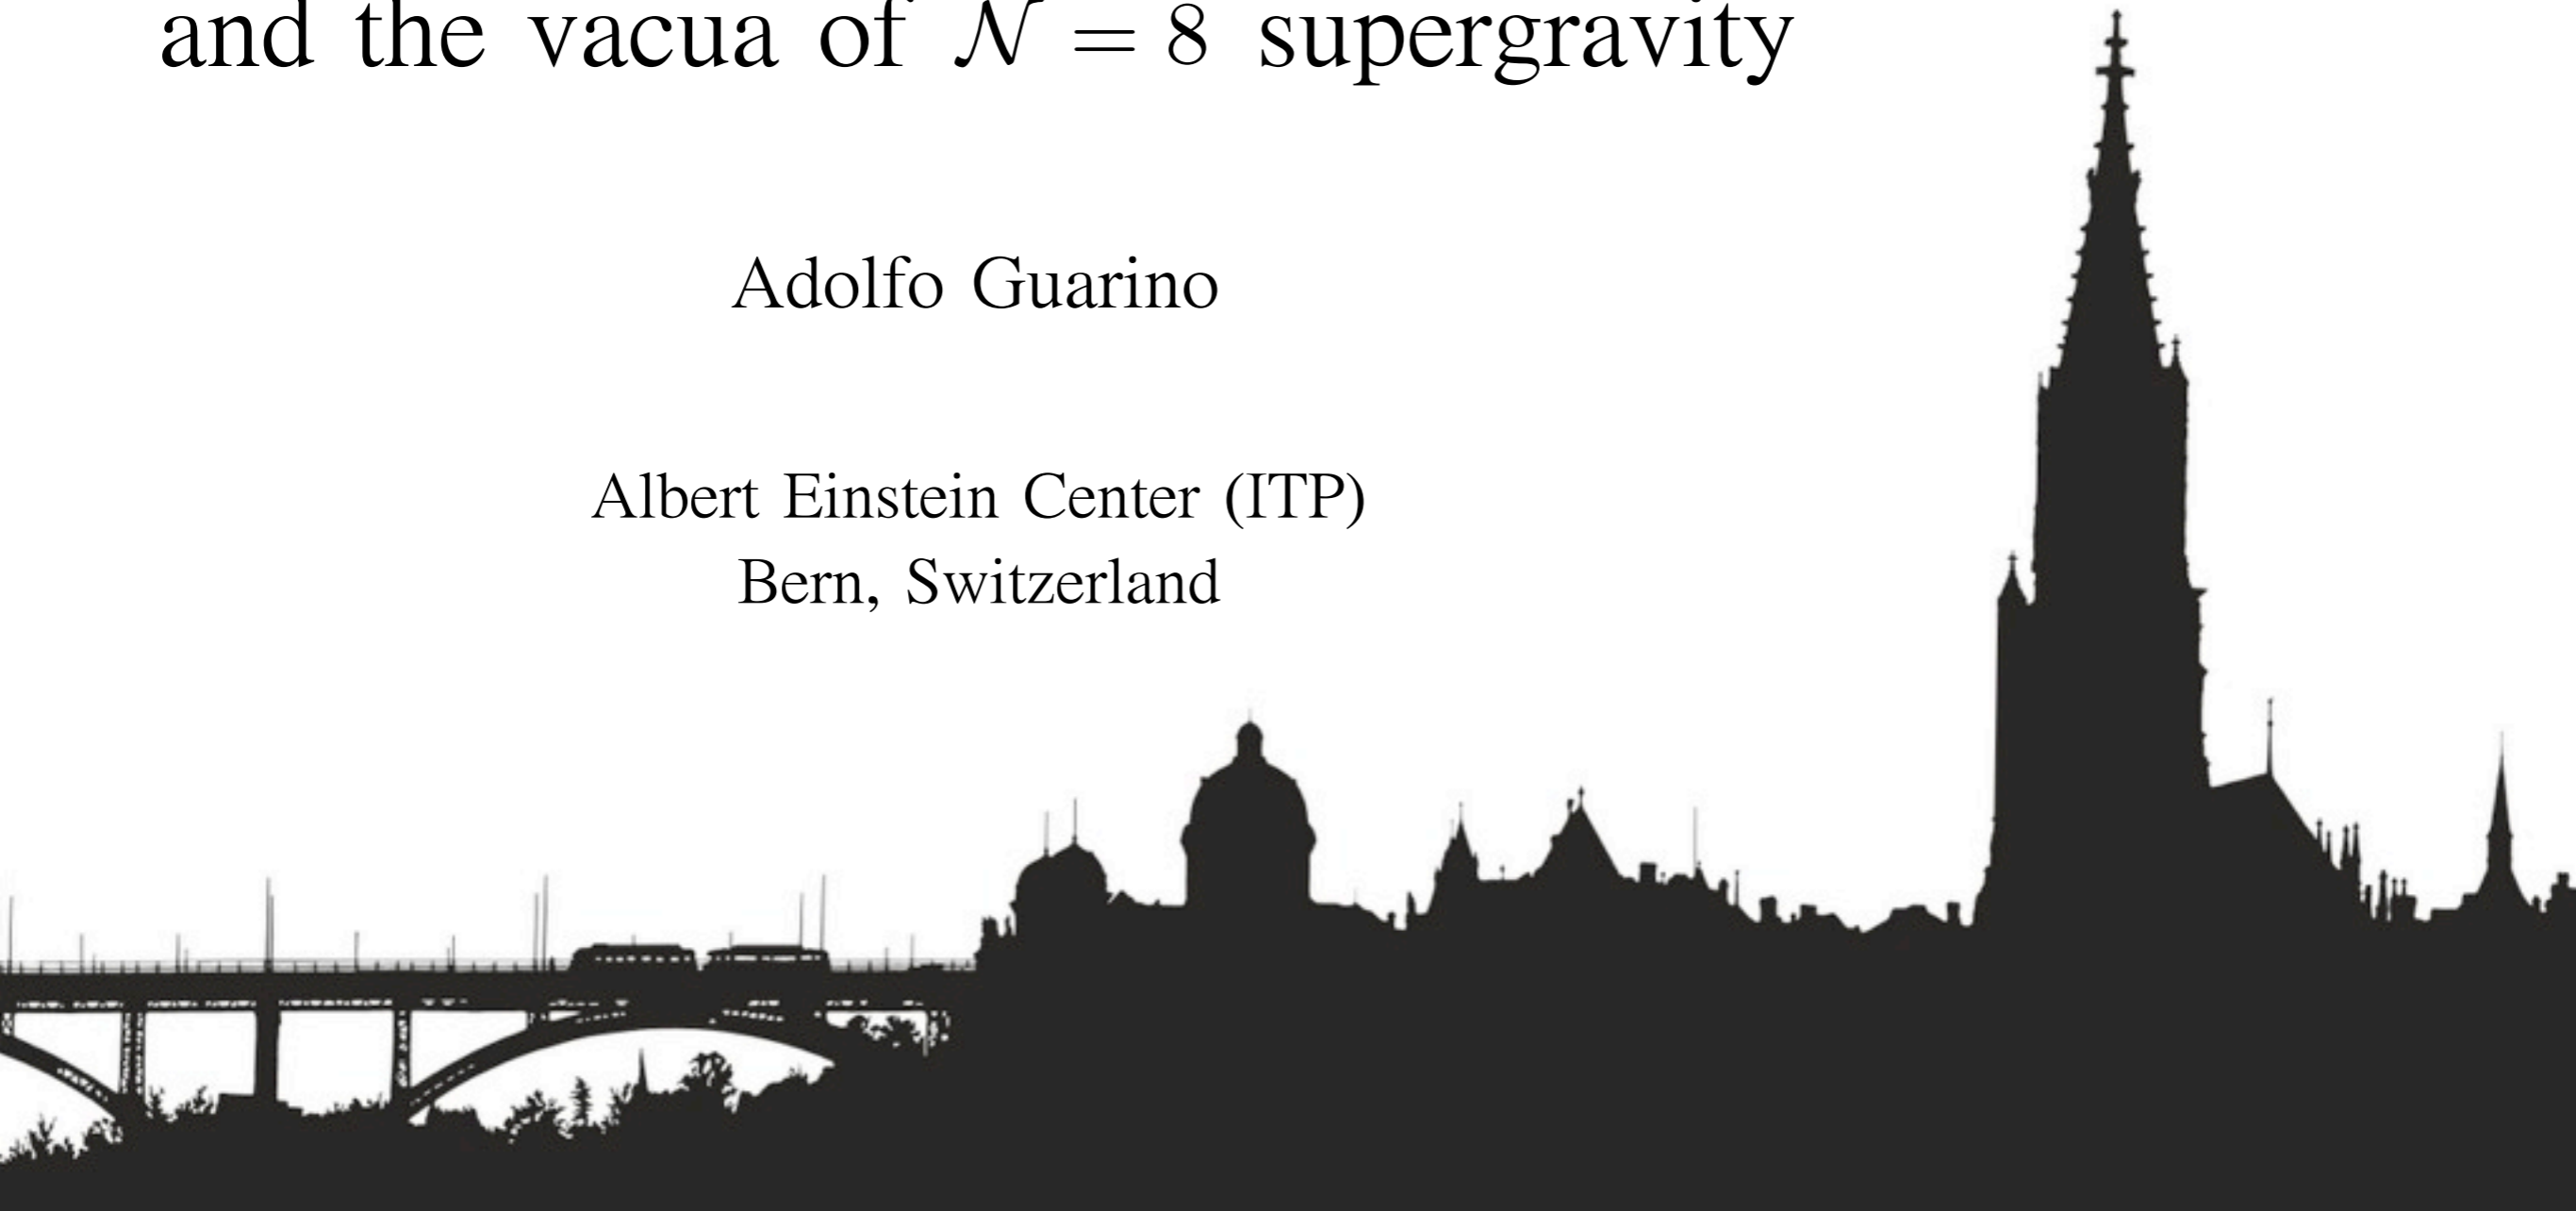 and the vacua of 𝒩 = 8 supergravity
Adolfo Guarino
Albert Einstein Center (ITP)
Bern, Switzerland